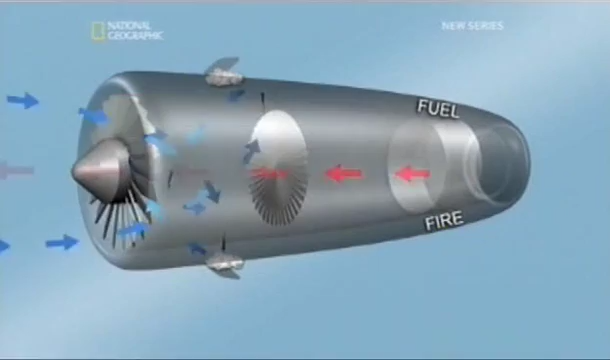 NATIONAL
GEOGRAPHIC
NEW SERIES
FUEL
FIRE